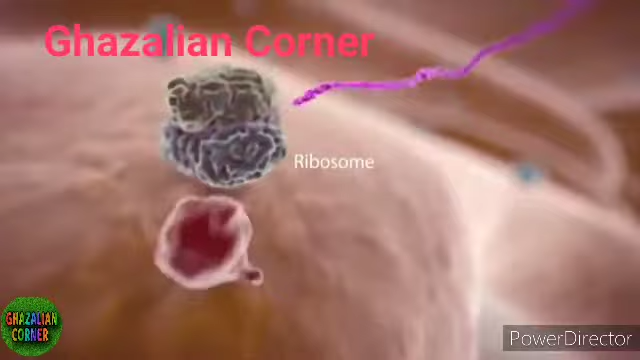 Ghazalian Corner
Ribosome
GHAZALIAN
CORNER
PowerDirector